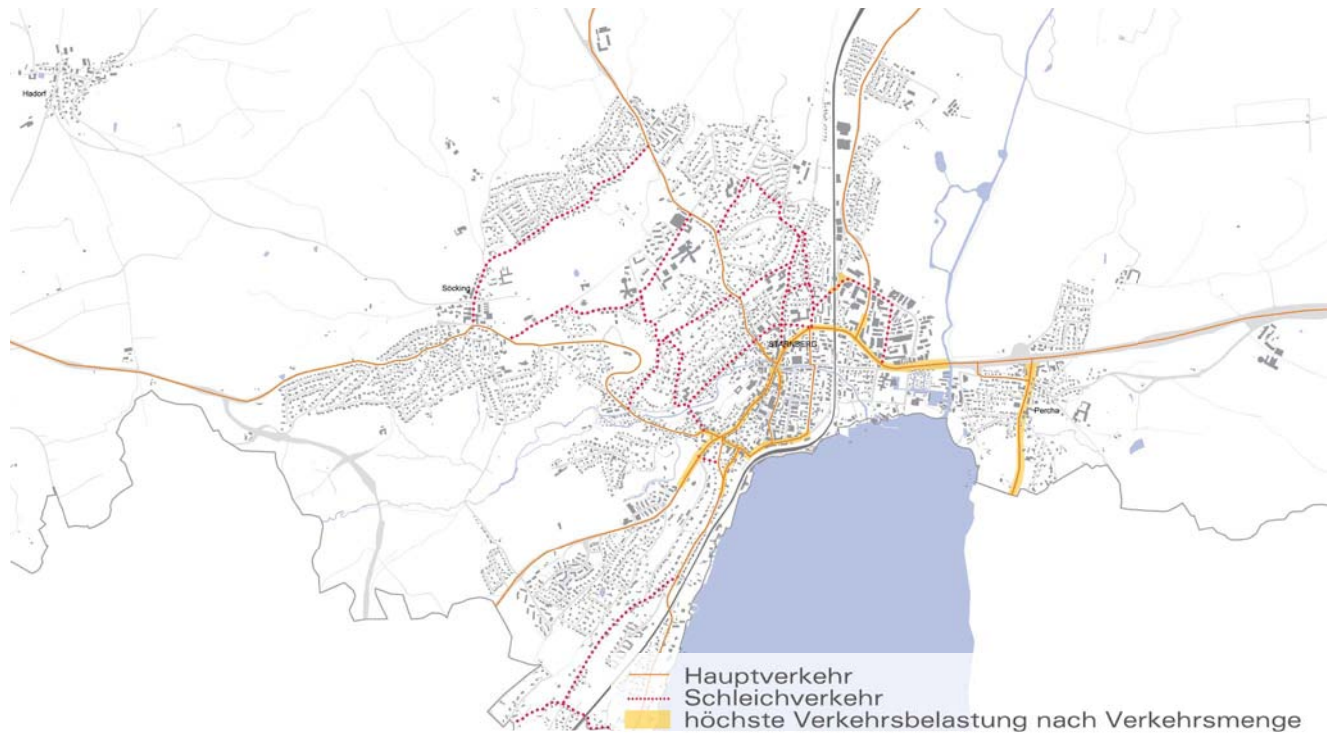 Hadorf
Söcking
STARNBERG
Percha
Hauptverkehr
Schleichverkehr
höchste Verkehrsbelastung nach Verkehrsmenge